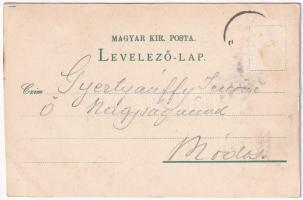 MAGYAR KIR. POSTA.
LEVELEZŐ-LAP.
Czim Gyertyánffy
Ő Nagyságának
Módos